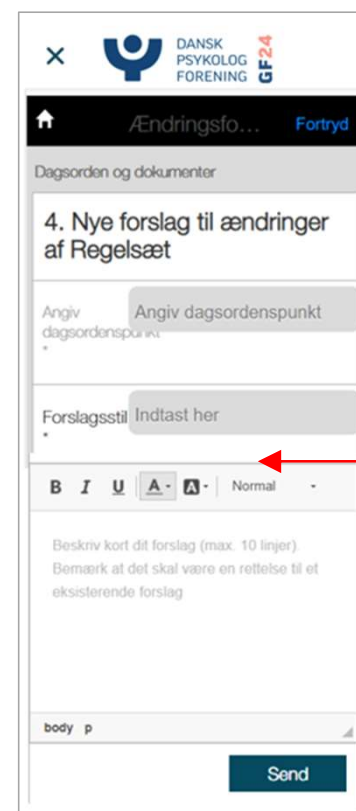 DANSK
PSYKOLOG
FORENING
GF24
Ændringsfo... Fortryd
Dagsorden og dokumenter
4. Nye forslag til ændringer
af Regelsæt
Angiv
dagsordenspunkt
*
Angiv dagsordenspunkt
Forslagsstil
*
Indtast her
B I U A A Normal
Beskriv kort dit forslag (max. 10 linjer)
Bemærk at det skal være en rettelse til et
eksisterende forslag
body p
Send